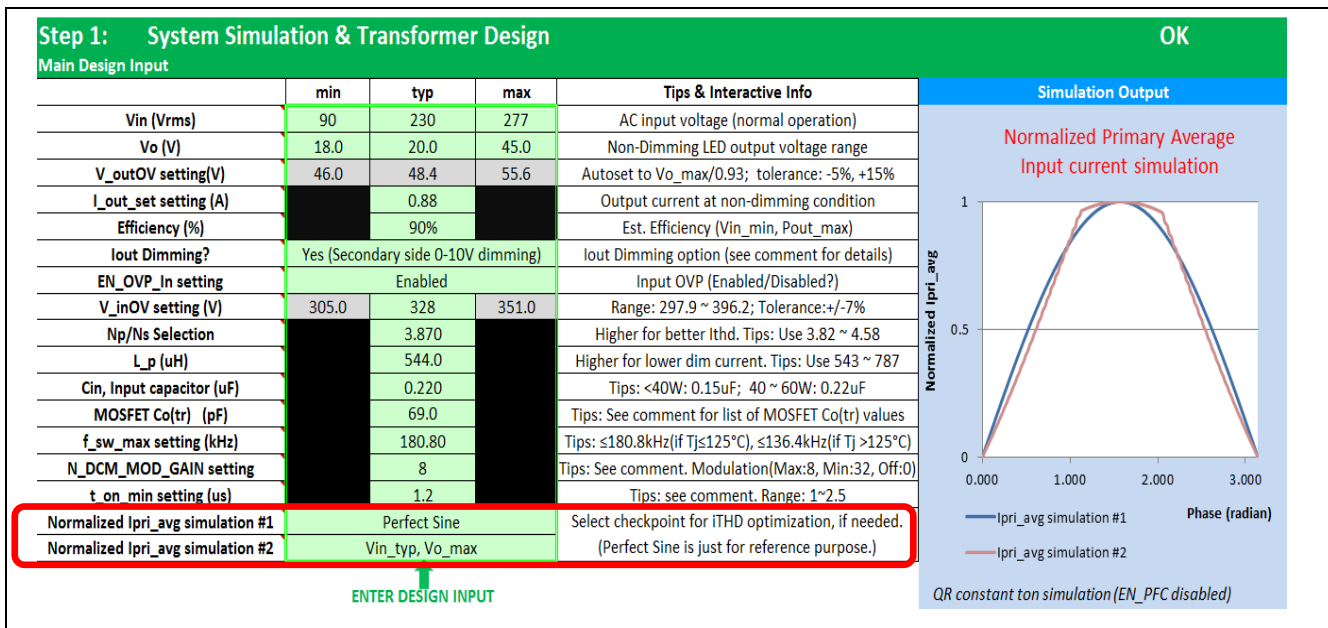 Step 1: System Simulation & Transformer Design OK
Main Design Input
min typ max Tips & Interactive Info Simulation Output
Vin (Vrms) 90 230 277 AC input voltage (normal operation)
Vo (V) 18.0 20.0 45.0 Non-Dimming LED output voltage range
V_outOV setting(V) 46.0 48.4 55.6 Autoset to Vo_max/0.93; tolerance: -5%, +15%
I_out_set setting (A) 0.88 Output current at non-dimming condition
Efficiency (%) 90% Est. Efficiency (Vin_min, Pout_max)
Iout Dimming? Yes (Secondary side 0-10V dimming) Iout Dimming option (see comment for details)
EN_OVP_In setting Enabled Input OVP (Enabled/Disabled?)
V_inOV setting (V) 305.0 328 351.0 Range: 297.9 ~ 396.2; Tolerance:+/-7%
Np/Ns Selection 3.870 Higher for better Ithd. Tips: Use 3.82 ~ 4.58
L_p (uH) 544.0 Higher for lower dim current. Tips: Use 543 ~ 787
Cin, Input capacitor (uF) 0.220 Tips: <40W: 0.15uF; 40 ~ 60W: 0.22uF
MOSFET Co(tr) (pF) 69.0 Tips: See comment for list of MOSFET Co(tr) values
f_sw_max setting (kHz) 180.80 Tips: ≤180.8kHz(if Tj≤125°C), ≤136.4kHz(if Tj >125°C)
N_DCM_MOD_GAIN setting 8 Tips: See comment. Modulation(Max:8, Min:32, Off:0)
t_on_min setting (us) 1.2 Tips: see comment. Range: 1~2.5
Normalized Ipri_avg simulation #1 Perfect Sine Select checkpoint for iTHD optimization, if needed.
Normalized Ipri_avg simulation #2 Vin_typ, Vo_max (Perfect Sine is just for reference purpose.)
ENTER DESIGN INPUT
Normalized Primary Average
Input current simulation
Normalized Ipri_avg
1
0.5
0
0.000 1.000 2.000 3.000
Phase (radian)
Ipri_avg simulation #1
Ipri_avg simulation #2
QR constant ton simulation (EN_PFC disabled)